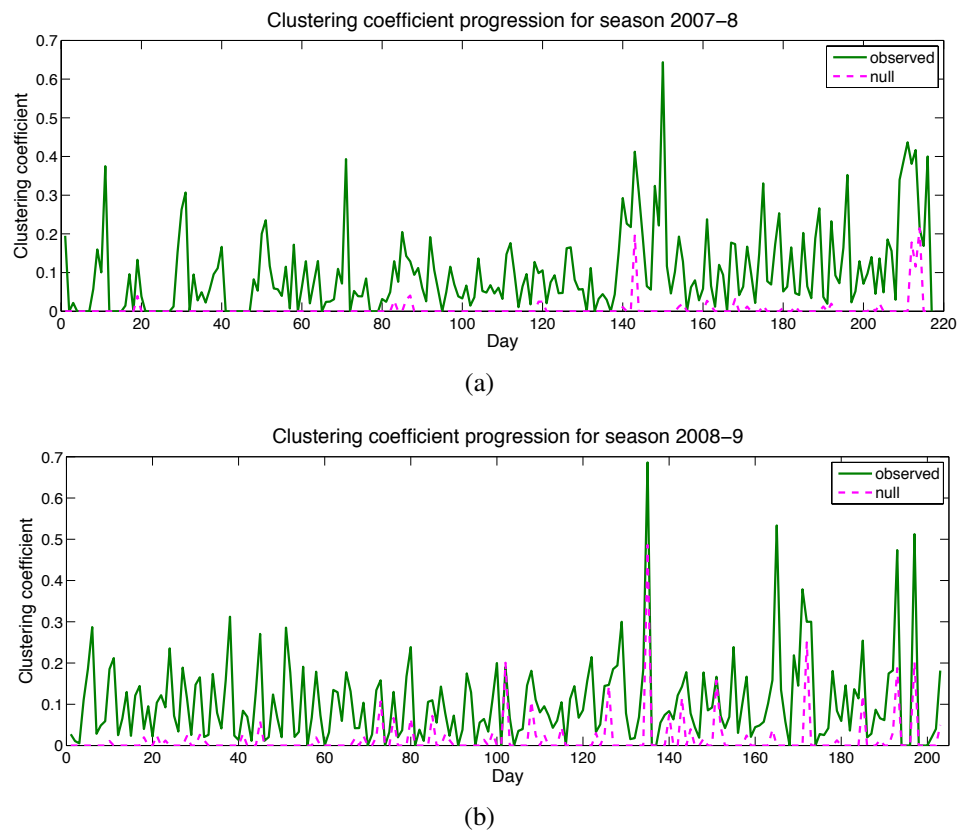 Clustering coefficient progression for season 2007−8
0.7
0.6
0.5
0.4
0.3
0.2
0.1
0
Clustering coefficient
observed
null
0 20 40 60 80 100 120 140 160 180 200 220
Day
(a)
Clustering coefficient progression for season 2008−9
0.7
0.6
0.5
0.4
0.3
0.2
0.1
0
Clustering coefficient
observed
null
0 20 40 60 80 100 120 140 160 180 200
Day
(b)